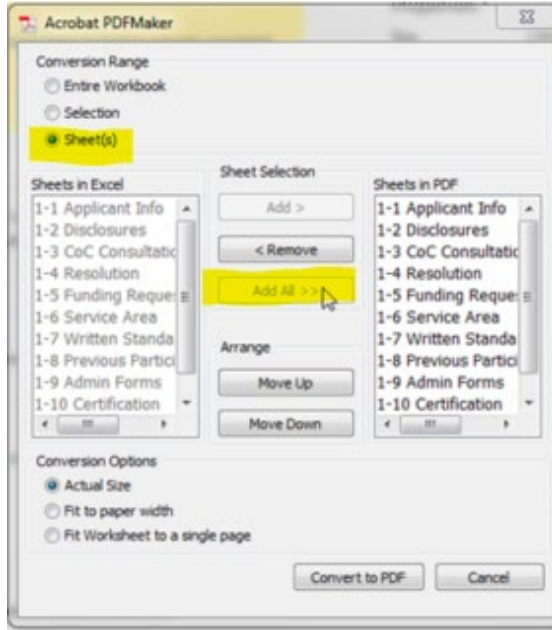 Acrobat PDFMaker
Conversion Range
Entire Workbook
Selection
Sheet(s)
Sheets in Excel
1-1 Applicant Info
1-2 Disclosures
1-3 CoC Consultatic
1-4 Resolution
1-5 Funding Reque
1-6 Service Area
1-7 Written Standa
1-8 Previous Partici
1-9 Admin Forms
1-10 Certification
Sheet Selection
Add >
< Remove
Add All >>
Arrange
Move Up
Move Down
Sheets in PDF
1-1 Applicant Info
1-2 Disclosures
1-3 CoC Consultatic
1-4 Resolution
1-5 Funding Reque
1-6 Service Area
1-7 Written Standa
1-8 Previous Partici
1-9 Admin Forms
1-10 Certification
Conversion Options
Actual Size
Fit to paper width
Fit Worksheet to a single page
Convert to PDF
Cancel